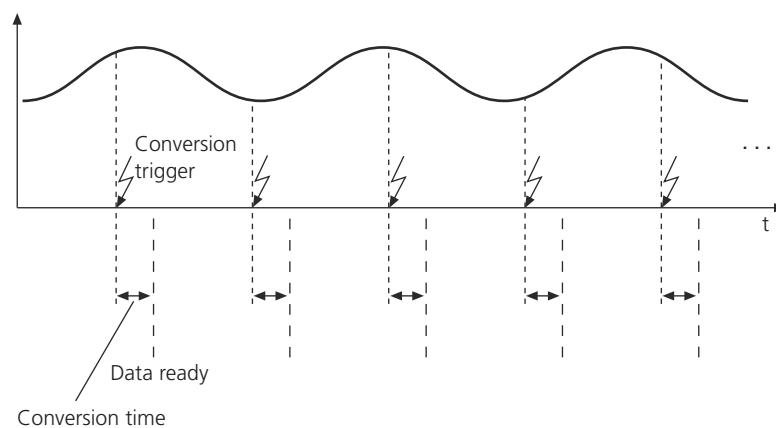 Conversion
trigger
. . .
t
Data ready
Conversion time